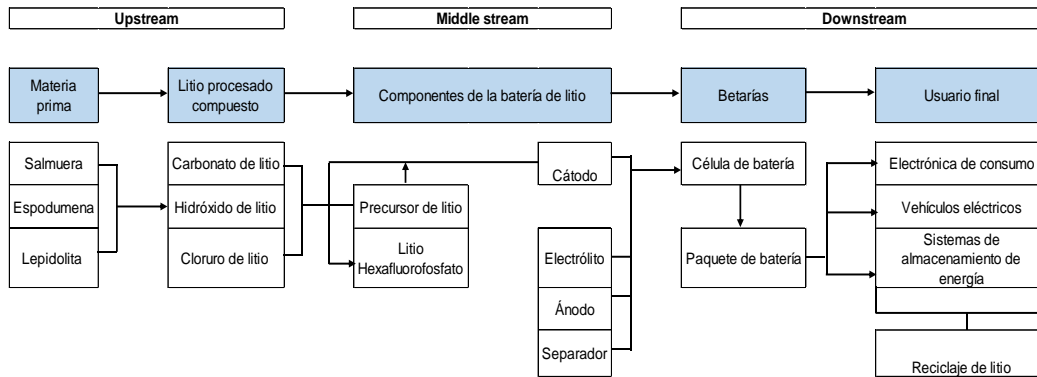 Upstream
Middle stream
Downstream
Materia
prima
Litio procesado
compuesto
Componentes de la batería de litio
Betarías
Usuario final
Salmuera
Espodumena
Lepidolita
Carbonato de litio
Hidróxido de litio
Cloruro de litio
Precursor de litio
Litio
Hexafluorofosfato
Cátodo
Electrólito
Ánodo
Separador
Célula de batería
Paquete de batería
Electrónica de consumo
Vehículos eléctricos
Sistemas de
almacenamiento de
energía
Reciclaje de litio